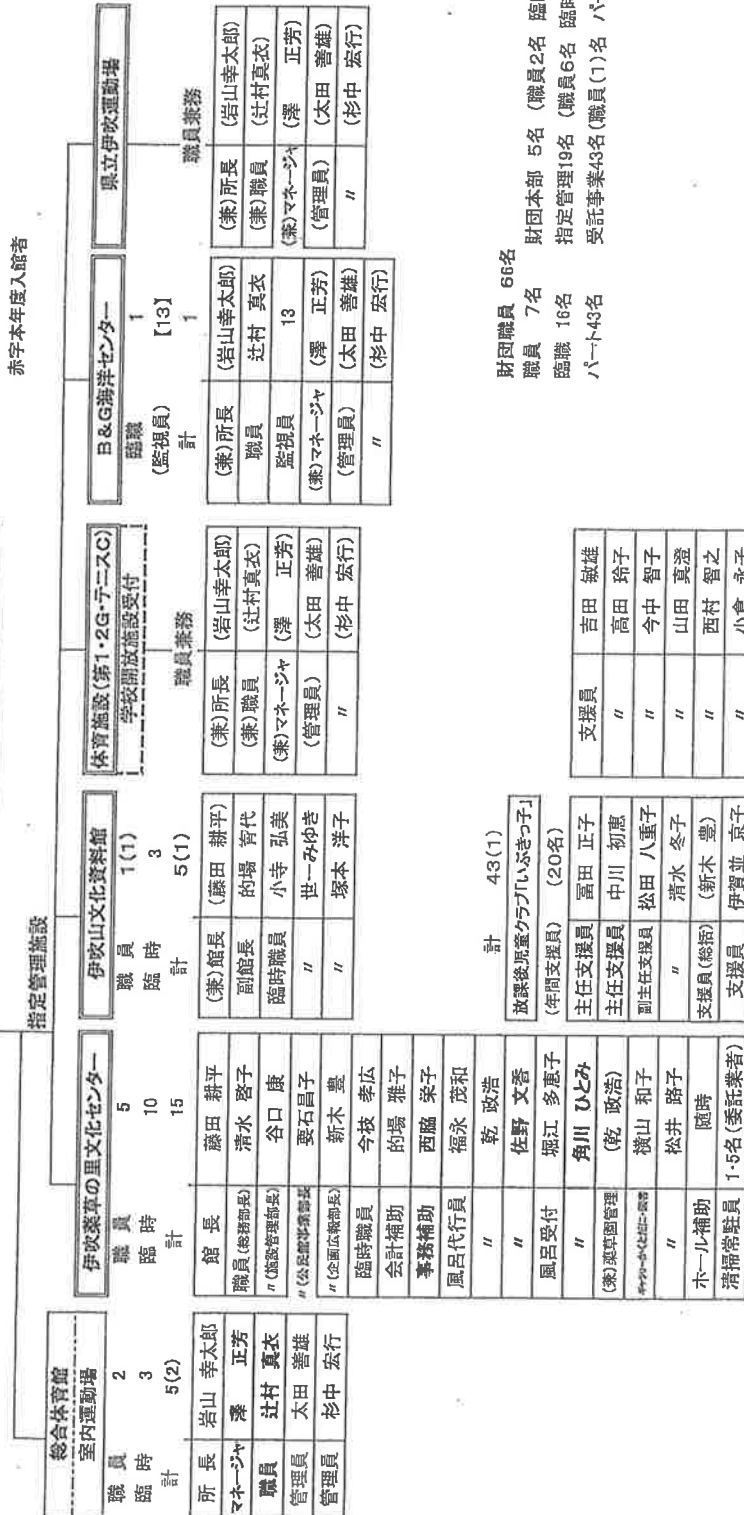 赤字本年度入館者
指定管理施設
総合体育館
室内運動場
職 員 2
臨 時 3
計 5(2)
所 長 岩山 幸太郎
マネージャ 澤 正芳
職員 辻村 真衣
管理員 太田 善雄
管理員 杉中 宏行
伊吹薬草の里文化センター
職 員 5
臨 時 10
計 15
館 長 藤田 耕平
職員(総務部長) 清水 啓子
〃(施設管理部長) 谷口 康
〃(公民館事業部長) 要石昌子
〃(企画広報部長) 新木 豊
臨時職員 今枝 孝広
会計補助 的場 雅子
事務補助 西脇 栄子
風呂代行員 福永 茂和
〃 乾 政浩
〃 佐野 文香
風呂受付 堀江 多恵子
〃 角川 ひとみ
(兼)薬草園管理 (乾 政浩)
横山 和子
〃 松井 路子
ホール補助 随時
清掃常駐員 1-5名(委託業者)
伊吹山文化資料館
職 員 1(1)
臨 時 3
計 5(1)
(兼)館長 (藤田 耕平)
副館長 的場 育代
臨時職員 小寺 弘美
〃 世一みゆき
〃 塚本 洋子
体育施設(第1・2G・テニスC)
学校開放施設受付
職員兼務
(兼)所長 (岩山幸太郎)
(兼)職員 (辻村真衣)
(兼)マネージャ (澤 正芳)
(管理員) (太田 善雄)
〃 (杉中 宏行)
B&G海洋センター
臨職 1
(監視員) 【13】
計 1
(兼)所長 (岩山幸太郎)
職員 辻村 真衣
監視員 13
(兼)マネージャ (澤 正芳)
(管理員) (太田 善雄)
〃 (杉中 宏行)
県立伊吹運動場
職員兼務
(兼)所長 (岩山幸太郎)
(兼)職員 (辻村真衣)
(兼)マネージャ (澤 正芳)
(管理員) (太田 善雄)
〃 (杉中 宏行)
計 43(1)
放課後児童クラブ「いぶきっ子」
(年間支援員) (20名)
主任支援員 冨田 正子
主任支援員 中川 初恵
副主任支援員 松田 八重子
〃 清水 冬子
支援員(総括) (新木 豊)
支援員 伊賀並 京子
支援員 吉田 敏雄
〃 高田 玲子
〃 今中 智子
〃 山田 真澄
〃 西村 智之
〃 小倉 永子
財団職員 66名
職員 7名 財団本部 5名 (職員2名 臨時
臨職 16名 指定管理19名 (職員6名 臨時
パート43名 受託事業43名(職員(1)名 パー